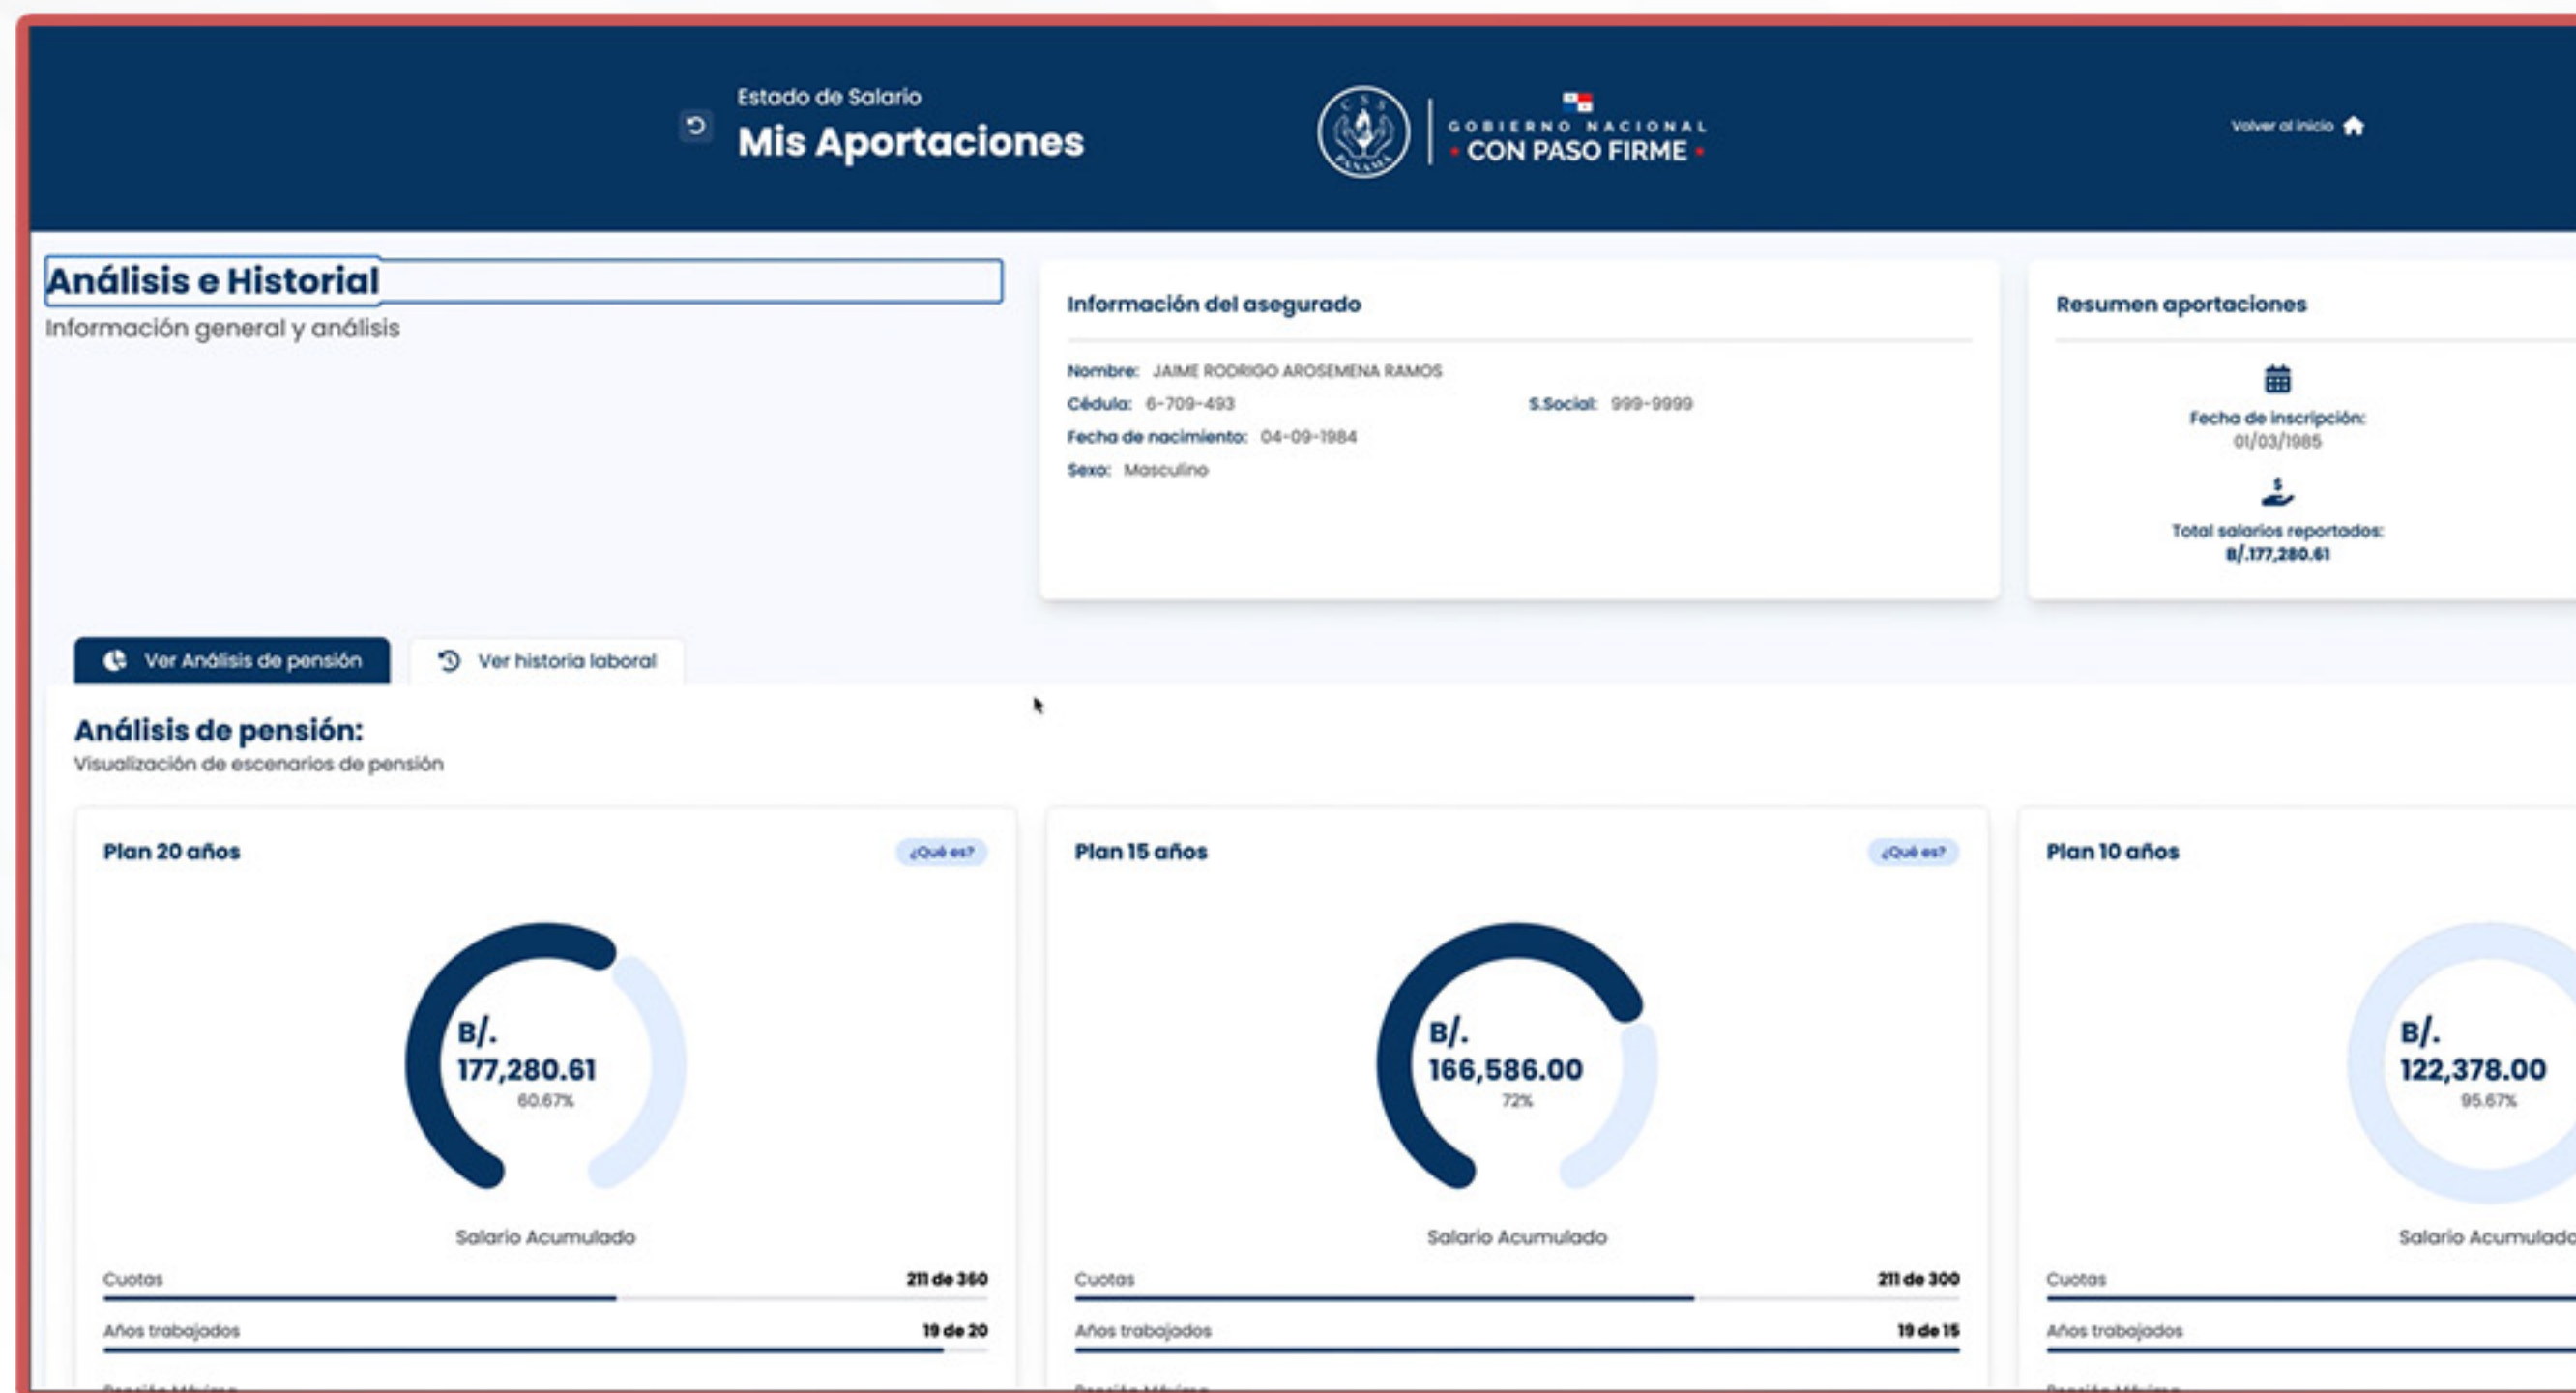 Estado de Salario
Mis Aportaciones
CSS
PANAMÁ
GOBIERNO NACIONAL
CON PASO FIRME
Volver al inicio
Análisis e Historial
Información general y análisis
Información del asegurado
Nombre: JAIME RODRIGO AROSEMENA RAMOS
Cédula: 6-709-493 S.Social: 999-9999
Fecha de nacimiento: 04-09-1984
Sexo: Masculino
Resumen aportaciones
Fecha de inscripción:
01/03/1985
Total salarios reportados:
B/.177,280.61
Ver Análisis de pensión
Ver historia laboral
Análisis de pensión:
Visualización de escenarios de pensión
Plan 20 años
¿Qué es?
B/.
177,280.61
60.67%
Salario Acumulado
Cuotas 211 de 360
Años trabajados 19 de 20
Plan 15 años
¿Qué es?
B/.
166,586.00
72%
Salario Acumulado
Cuotas 211 de 300
Años trabajados 19 de 15
Plan 10 años
B/.
122,378.00
95.67%
Salario Acumulado
Cuotas
Años trabajados